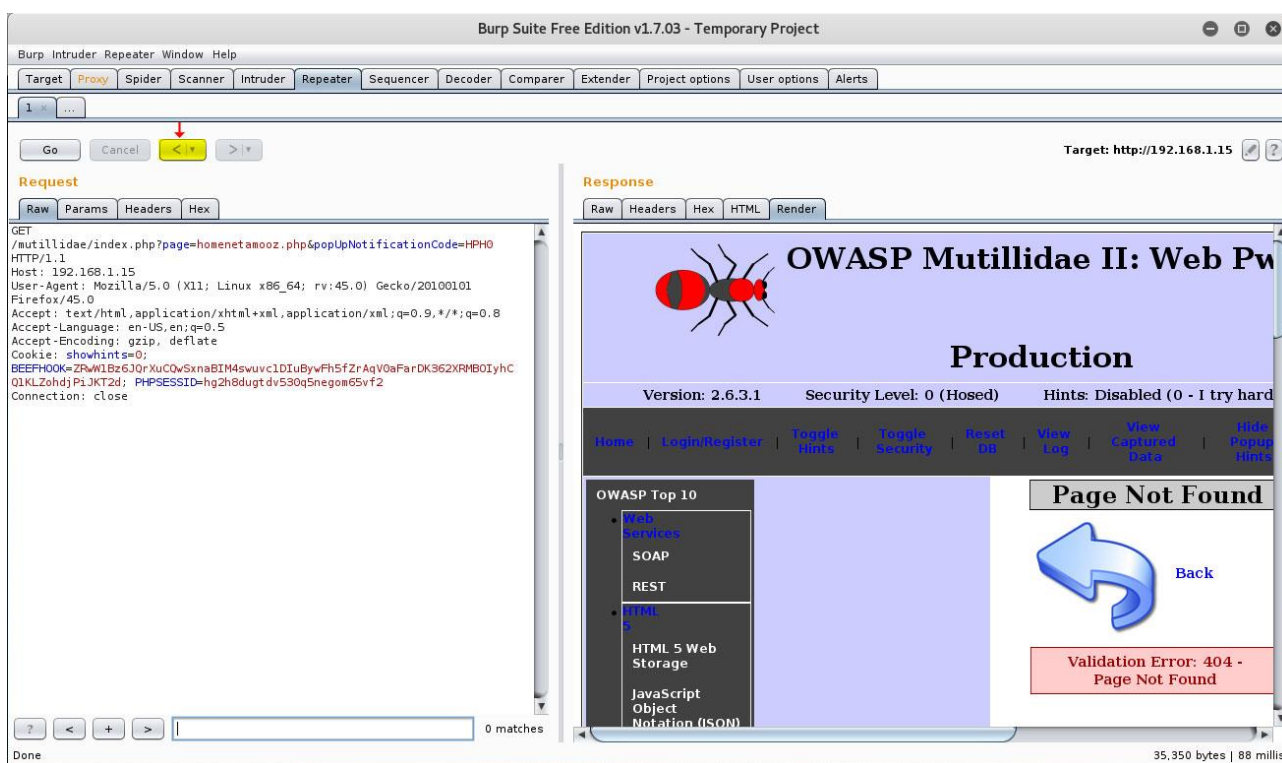 Burp Suite Free Edition v1.7.03 - Temporary Project
Burp Intruder Repeater Window Help
Target Proxy Spider Scanner Intruder Repeater Sequencer Decoder Comparer Extender Project options User options Alerts
1 × ...
Go Cancel < > Target: http://192.168.1.15 ?
Request
Raw Params Headers Hex
GET
/mutillidae/index.php?page=homenetamooz.php&popUpNotificationCode=HPH0
HTTP/1.1
Host: 192.168.1.15
User-Agent: Mozilla/5.0 (X11; Linux x86_64; rv:45.0) Gecko/20100101
Firefox/45.0
Accept: text/html,application/xhtml+xml,application/xml;q=0.9,*/*;q=0.8
Accept-Language: en-US,en;q=0.5
Accept-Encoding: gzip, deflate
Cookie: showhints=0;
Connection: close
? < + > 0 matches
Done
Response
Raw Headers Hex HTML Render
OWASP Mutillidae II: Web Pw
Production
Version: 2.6.3.1 Security Level: 0 (Hosed) Hints: Disabled (0 - I try hard
Home | Login/Register | Toggle Hints | Toggle Security | Reset DB | View Log | View Captured Data | Hide Popup Hints
OWASP Top 10
Web
Services
SOAP
REST
HTML
5
HTML 5 Web
Storage
JavaScript
Object
Notation (JSON)
Page Not Found
Back
Validation Error: 404 -
Page Not Found
35,350 bytes | 88 millis